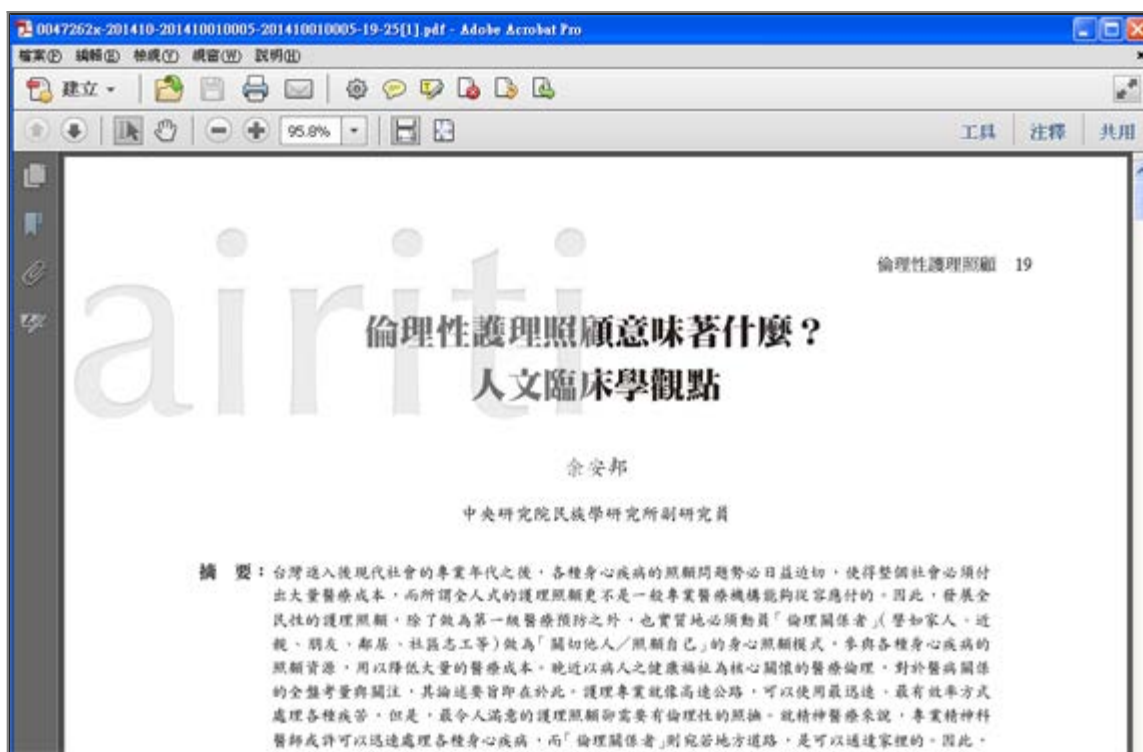 0047262x-201410-201410010005-201410010005-19-25[1].pdf - Adobe Acrobat Pro
檔案(F) 編輯(E) 檢視(V) 視窗(W) 說明(H)
建立
95.8%
工具 注釋 共用
airiti
倫理性護理照顧 19
倫理性護理照顧意味著什麼？
人文臨床學觀點
余安邦
中央研究院民族學研究所副研究員
摘 要：台灣進入後現代社會的專業年代之後，各種身心疾病的照顧問題勢必日益迫切，使得整個社會必須付
出大量醫療成本，而所謂全人式的護理照顧更不是一般專業醫療機構能夠從容應付的。因此，發展全
民性的護理照顧，除了做為第一級醫療預防之外，也實質地必須動員「倫理關係者」（譬如家人、近
親、朋友、鄰居、社區志工等）做為「關切他人／照顧自己」的身心照顧模式，參與各種身心疾病的
照顧資源，用以降低大量的醫療成本。晚近以病人之健康福祉為核心關懷的醫療倫理，對於醫病關係
的全盤考量與關注，其論述要旨即在於此。護理專業就像高速公路，可以使用最迅速、最有效率方式
處理各種疾苦，但是，最令人滿意的護理照顧卻需要有倫理性的照撫。就精神醫療來說，專業精神科
醫師或許可以迅速處理各種身心疾病，而「倫理關係者」則宛若地方道路，是可以通達家裡的。因此，